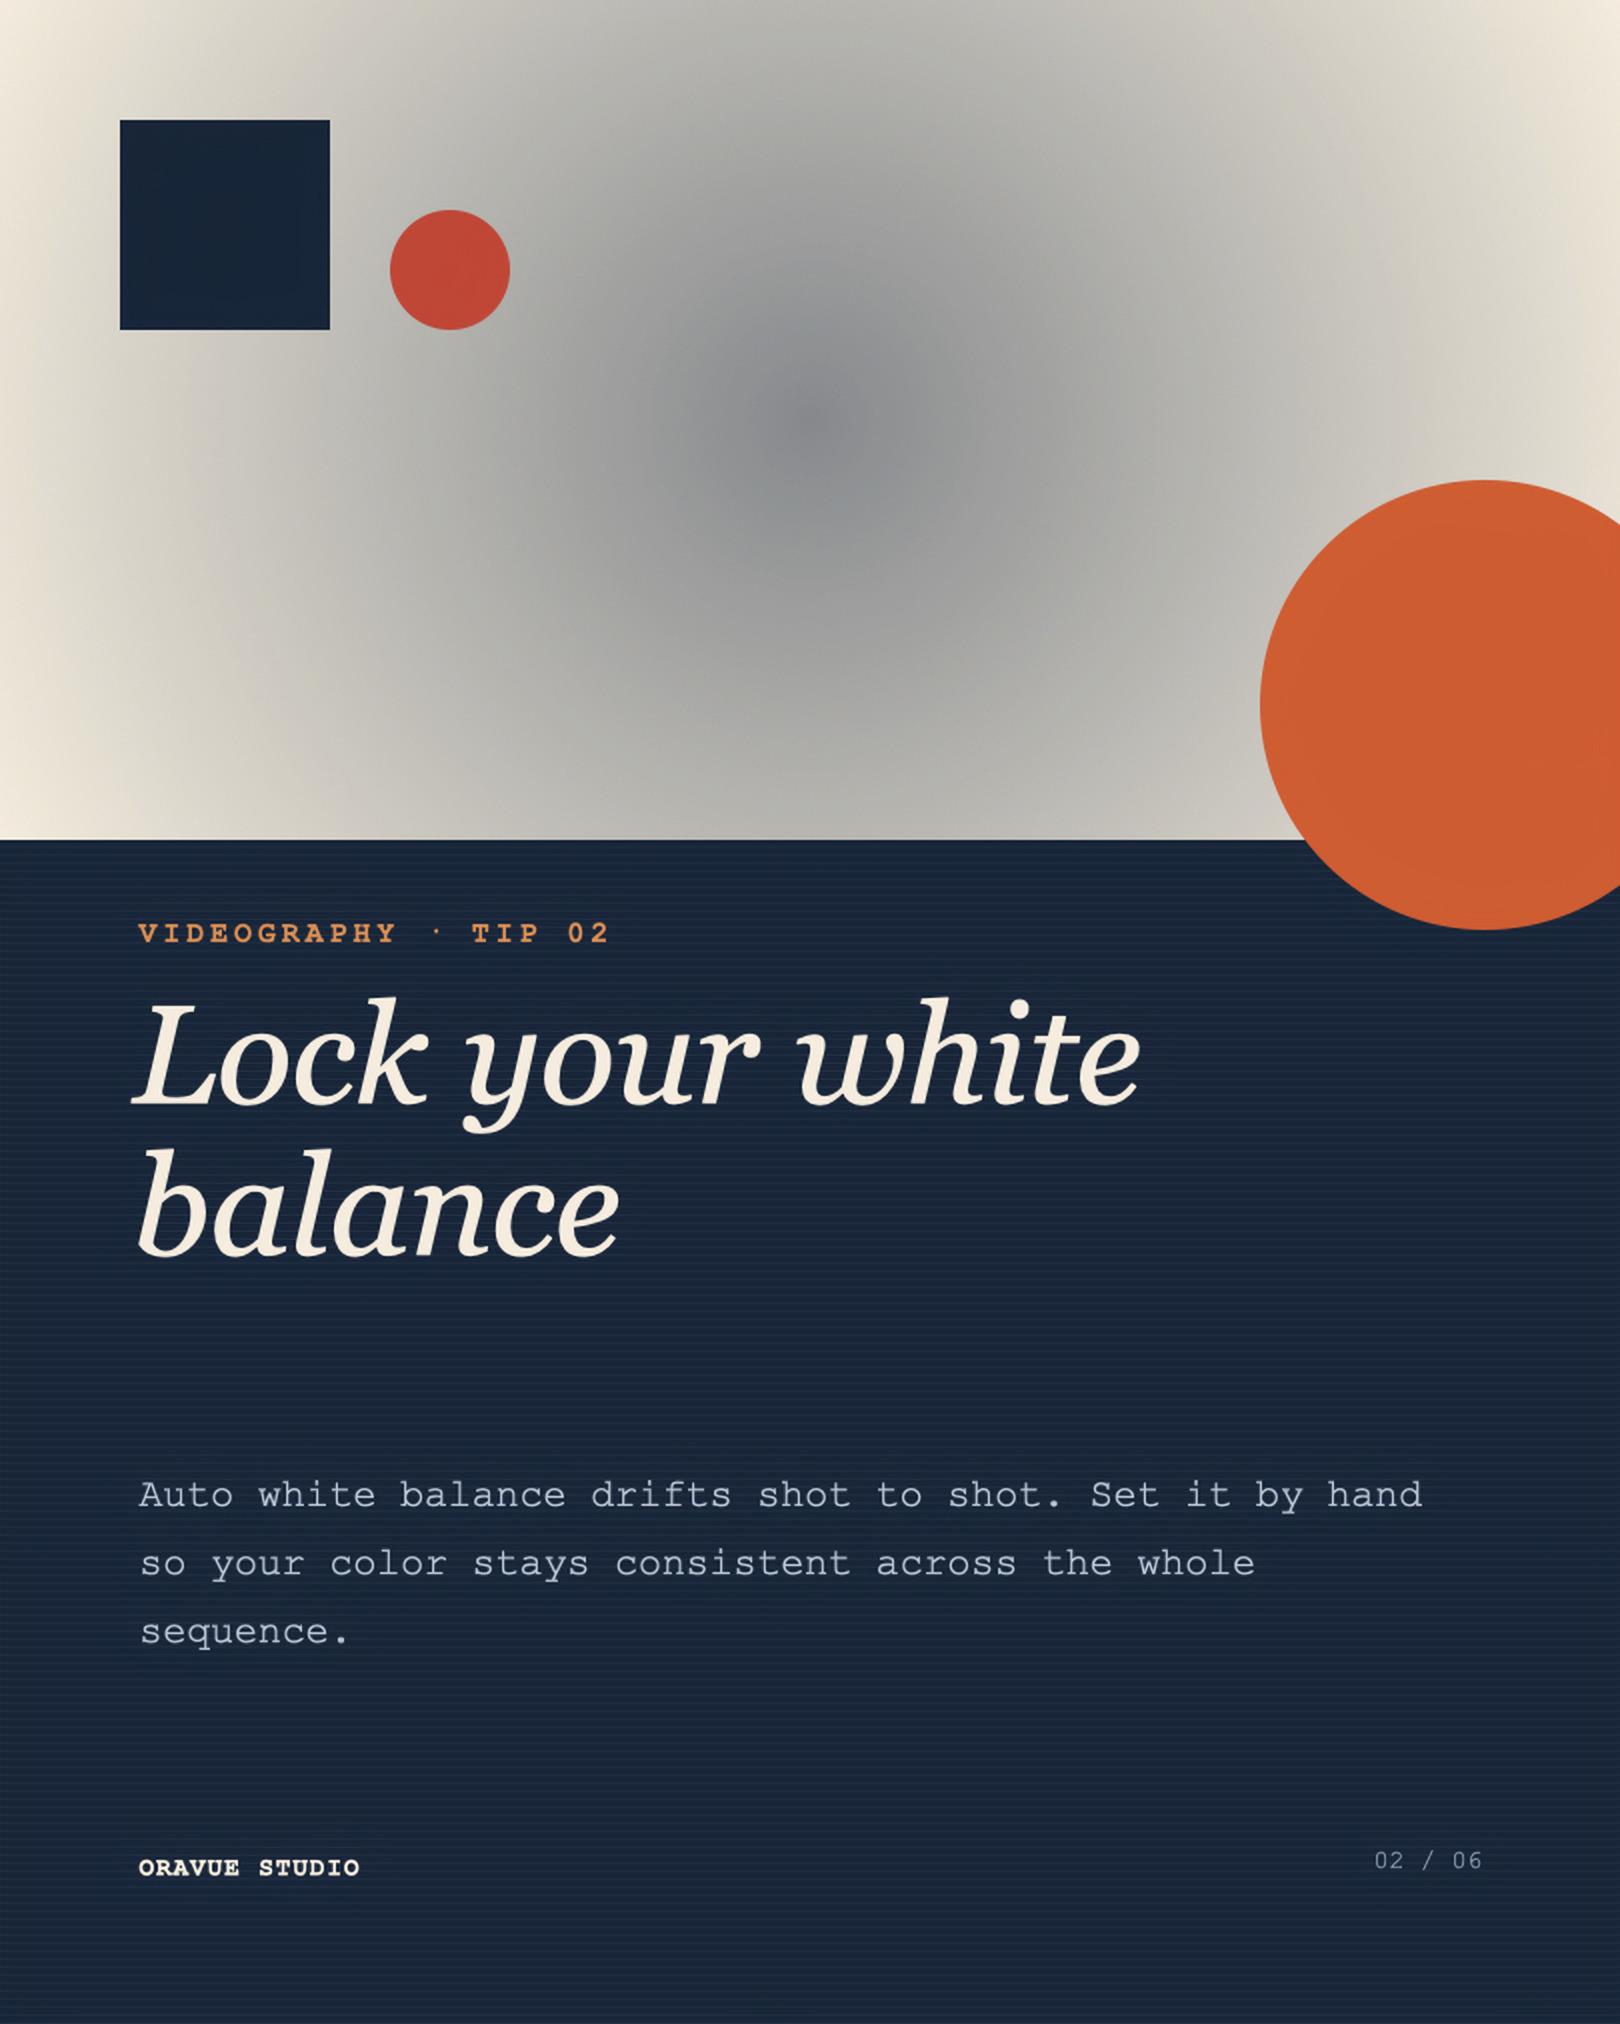 VIDEOGRAPHY · TIP 02
Lock your white
balance
Auto white balance drifts shot to shot. Set it by hand
so your color stays consistent across the whole
sequence.
ORAVUE STUDIO
02 / 06